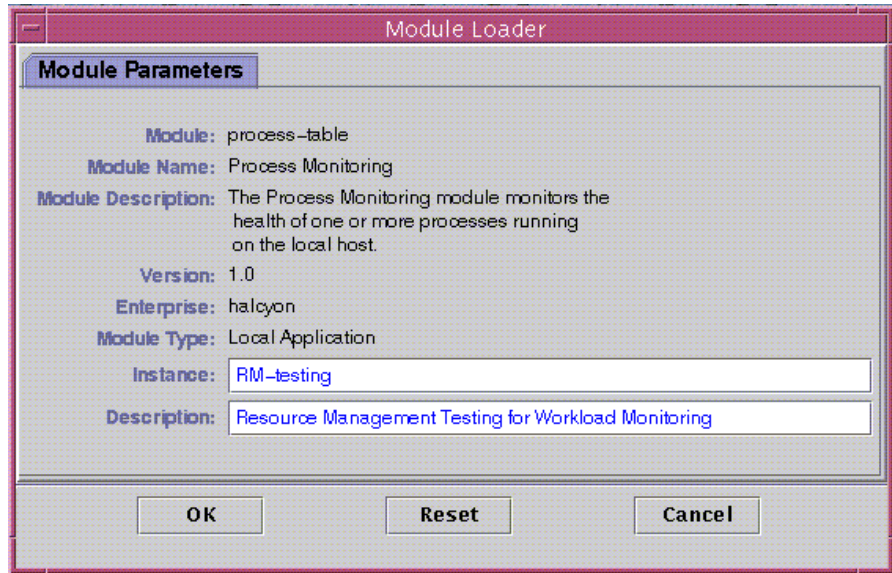 Module Loader
Module Parameters
Module: process-table
Module Name: Process Monitoring
Module Description: The Process Monitoring module monitors the
health of one or more processes running
on the local host.
Version: 1.0
Enterprise: halcyon
Module Type: Local Application
Instance: RM-testing
Description: Resource Management Testing for Workload Monitoring
OK Reset Cancel